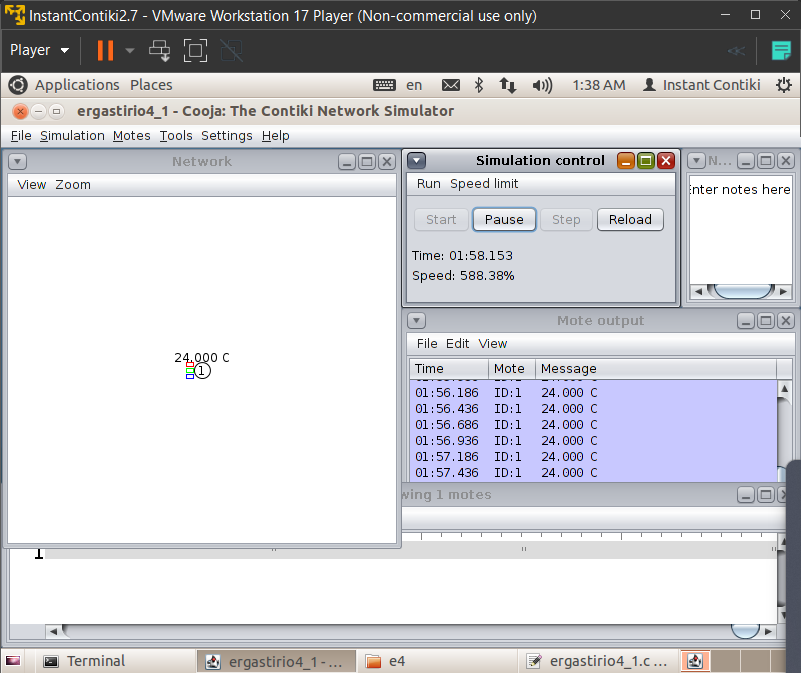 InstantContiki2.7 - VMware Workstation 17 Player (Non-commercial use only)
Player
Applications Places en 1:38 AM Instant Contiki
ergastirio4_1 - Cooja: The Contiki Network Simulator
File Simulation Motes Tools Settings Help
Network
View Zoom
24.000 C
1
Simulation control
Run Speed limit
Start Pause Step Reload
Time: 01:58.153
Speed: 588.38%
N...
Enter notes here
Mote output
File Edit View
Time Mote Message
01:56.186 ID:1 24.000 C
01:56.436 ID:1 24.000 C
01:56.686 ID:1 24.000 C
01:56.936 ID:1 24.000 C
01:57.186 ID:1 24.000 C
01:57.436 ID:1 24.000 C
wing 1 motes
1
Terminal ergastirio4_1 - ... e4 ergastirio4_1.c ...